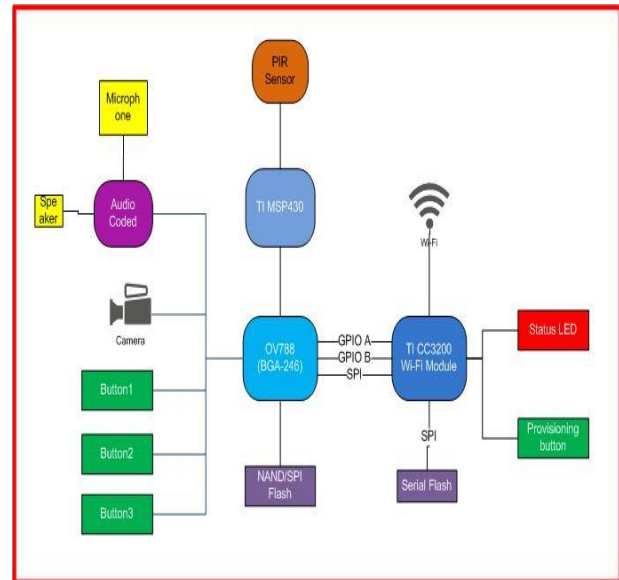 PIR
Sensor
Microph
one
TI MSP430
Spe
aker
Audio
Coded
Wi-Fi
Camera
OV788
(BGA-246)
GPIO A
GPIO B
SPI
TI CC3200
Wi-Fi Module
Status LED
Button1
SPI
Provisioning
button
Button2
NAND/SPI
Flash
Serial Flash
Button3